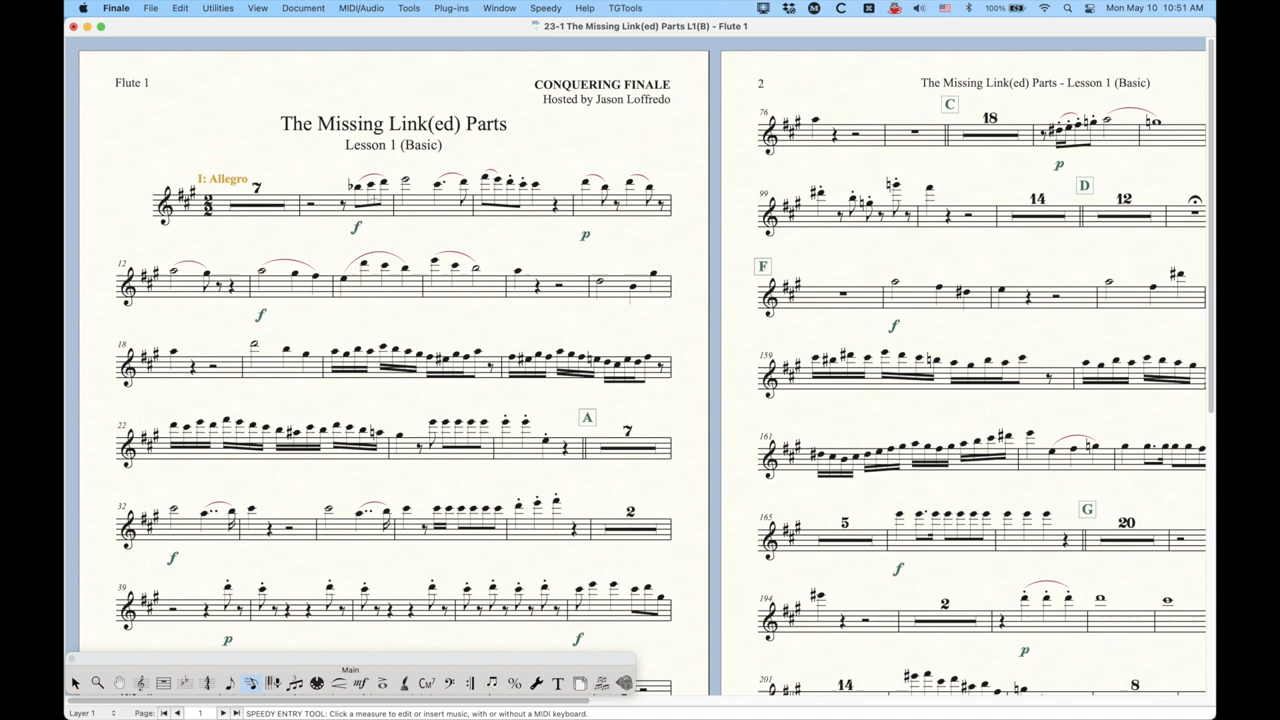 Finale File Edit Utilities View Document MIDI/Audio Tools Plug-ins Window Speedy Help TGTools 100% Mon May 10 10:51 AM
23-1 The Missing Link(ed) Parts L1(B) - Flute 1
Flute 1
CONQUERING FINALE
Hosted by Jason Loffredo
The Missing Link(ed) Parts
Lesson 1 (Basic)
I: Allegro
7
f
p
12
f
18
22
A
7
32
2
f
39
p
f
2
The Missing Link(ed) Parts - Lesson 1 (Basic)
C
76
18
p
D
99
14
12
F
f
159
161
165
5
G
20
f
194
2
p
201
14
8
Main
Layer 1 Page: 1 SPEEDY ENTRY TOOL: Click a measure to edit or insert music, with or without a MIDI keyboard.